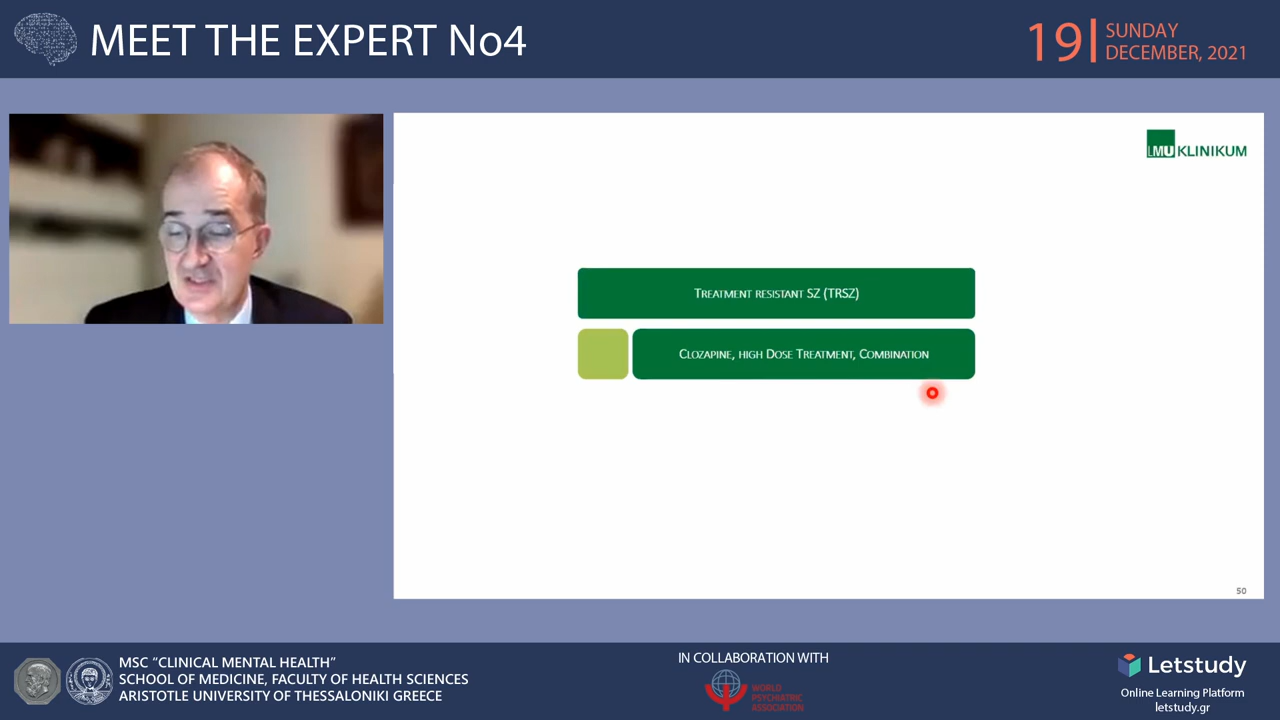 MEET THE EXPERT No4
19
SUNDAY
DECEMBER, 2021
LMU KLINIKUM
TREATMENT RESISTANT SZ (TRSZ)
CLOZAPINE, HIGH DOSE TREATMENT, COMBINATION
50
MSC “CLINICAL MENTAL HEALTH”
SCHOOL OF MEDICINE, FACULTY OF HEALTH SCIENCES
ARISTOTLE UNIVERSITY OF THESSALONIKI GREECE
IN COLLABORATION WITH
WORLD
PSYCHIATRIC
ASSOCIATION
Letstudy
Online Learning Platform
letstudy.gr